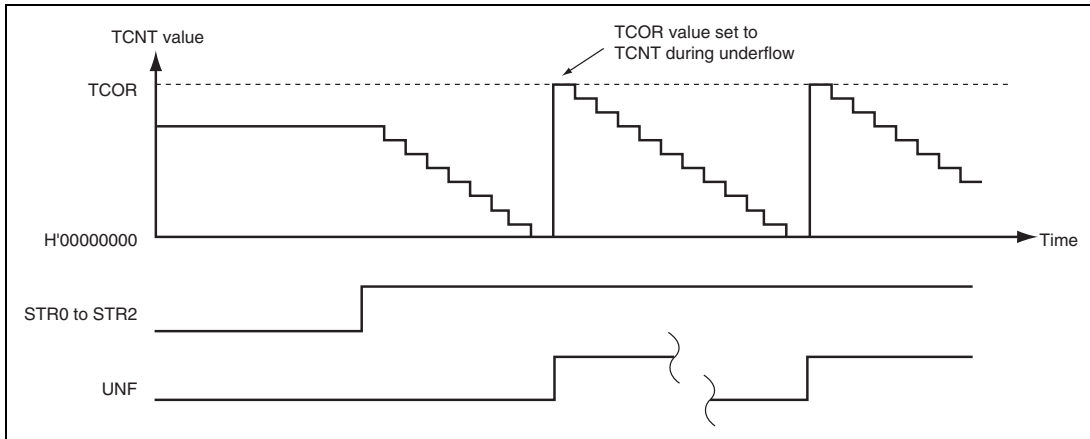 TCNT value
TCOR value set to
TCNT during underflow
TCOR
H'00000000
Time
STR0 to STR2
UNF